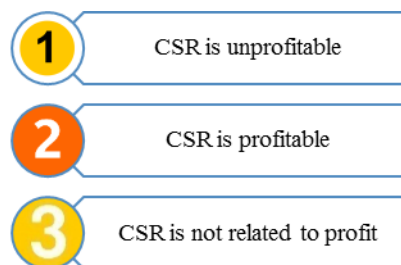 1 CSR is unprofitable
2 CSR is profitable
3 CSR is not related to profit